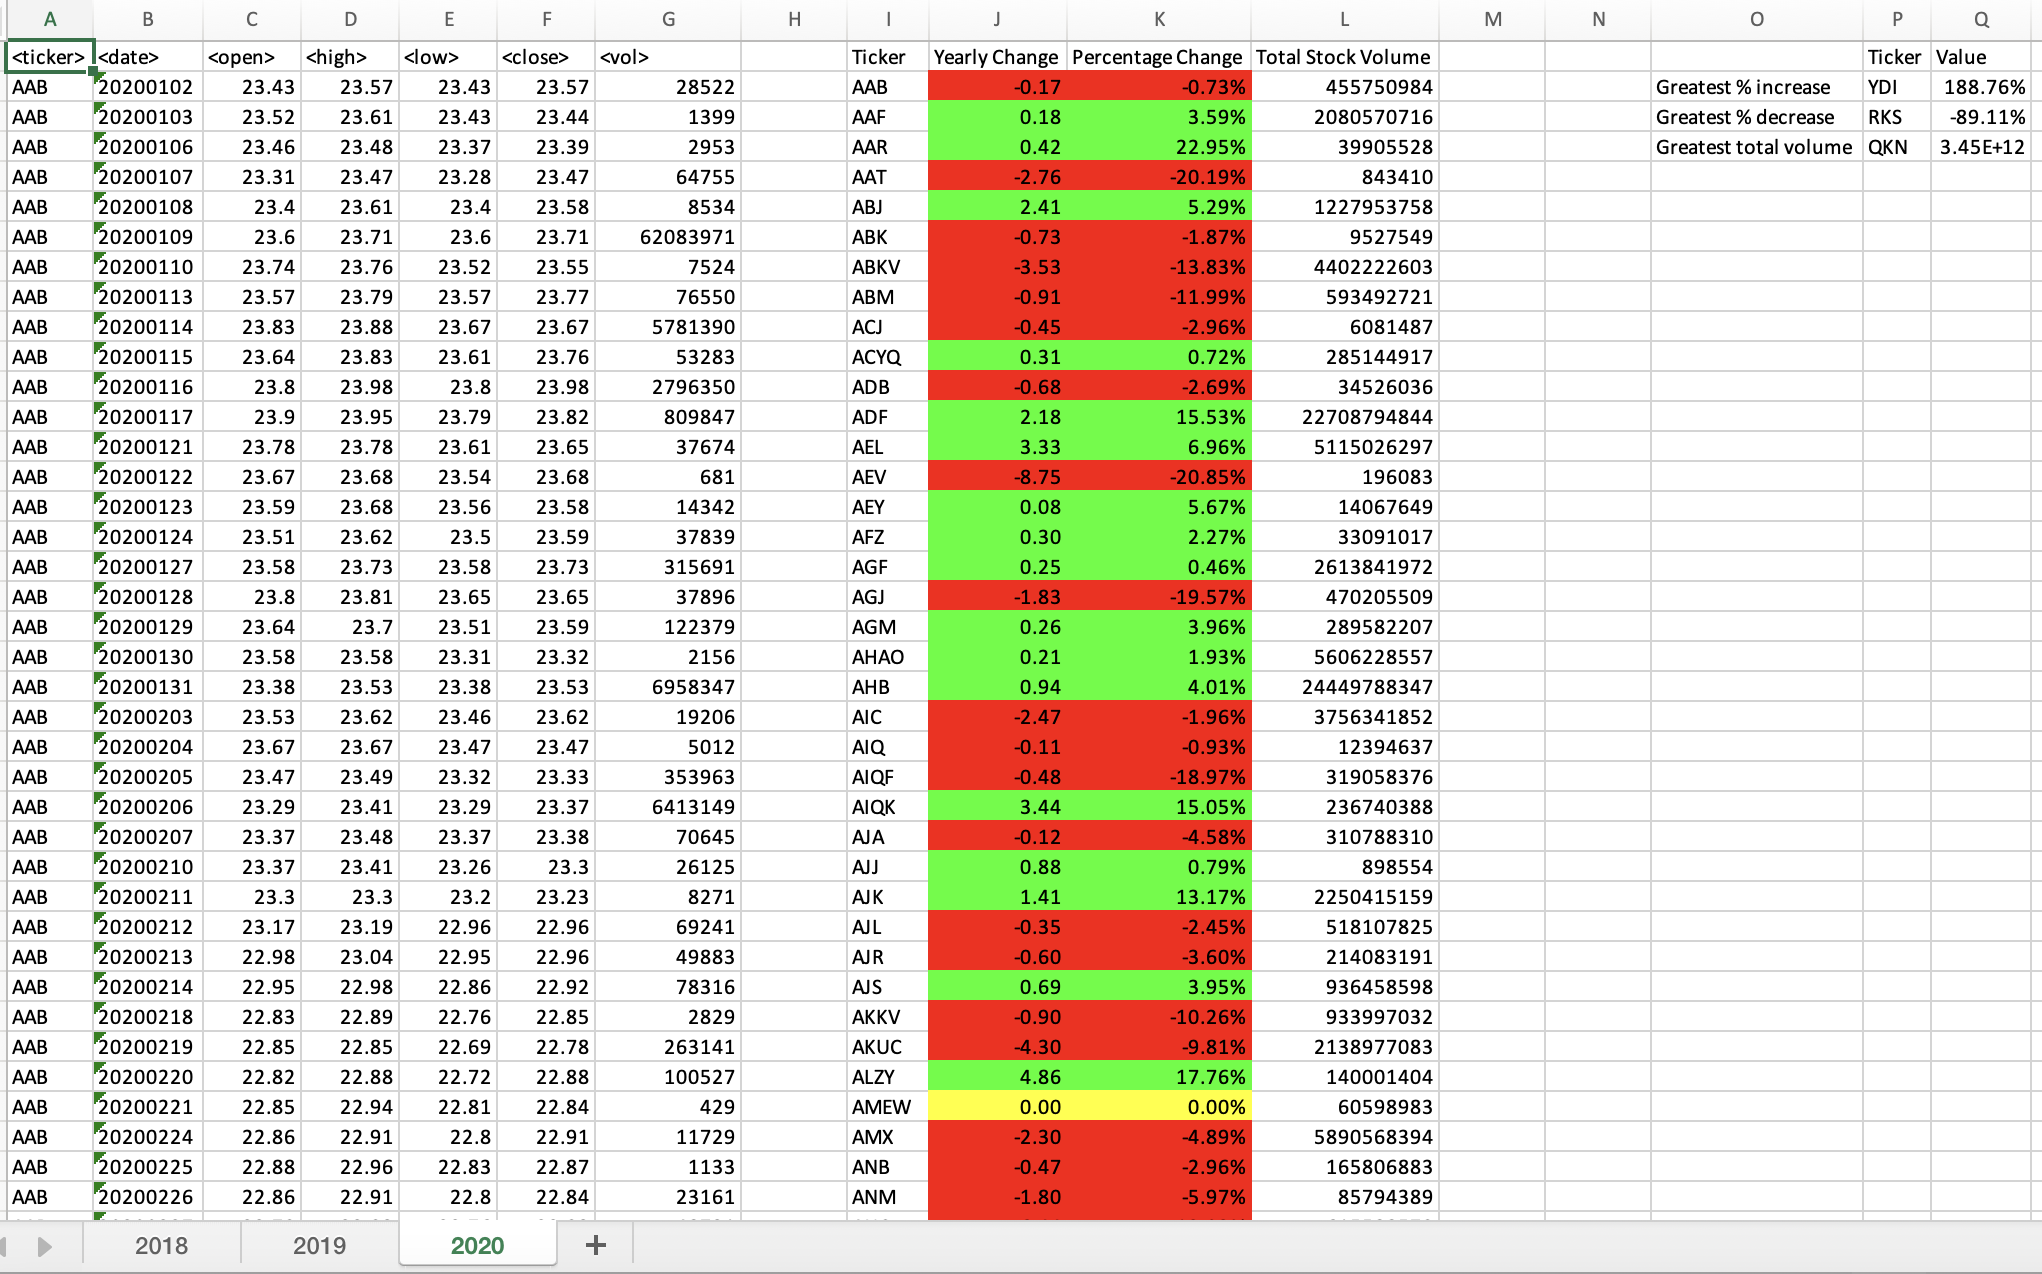 A B C D E F G H I J K L M N O P Q
<ticker> <date> <open> <high> <low> <close> <vol> Ticker Yearly Change Percentage Change Total Stock Volume Ticker Value
AAB 20200102 23.43 23.57 23.43 23.57 28522 AAB -0.17 -0.73% 455750984 Greatest % increase YDI 188.76%
AAB 20200103 23.52 23.61 23.43 23.44 1399 AAF 0.18 3.59% 2080570716 Greatest % decrease RKS -89.11%
AAB 20200106 23.46 23.48 23.37 23.39 2953 AAR 0.42 22.95% 39905528 Greatest total volume QKN 3.45E+12
AAB 20200107 23.31 23.47 23.28 23.47 64755 AAT -2.76 -20.19% 843410
AAB 20200108 23.4 23.61 23.4 23.58 8534 ABJ 2.41 5.29% 1227953758
AAB 20200109 23.6 23.71 23.6 23.71 62083971 ABK -0.73 -1.87% 9527549
AAB 20200110 23.74 23.76 23.52 23.55 7524 ABKV -3.53 -13.83% 4402222603
AAB 20200113 23.57 23.79 23.57 23.77 76550 ABM -0.91 -11.99% 593492721
AAB 20200114 23.83 23.88 23.67 23.67 5781390 ACJ -0.45 -2.96% 6081487
AAB 20200115 23.64 23.83 23.61 23.76 53283 ACYQ 0.31 0.72% 285144917
AAB 20200116 23.8 23.98 23.8 23.98 2796350 ADB -0.68 -2.69% 34526036
AAB 20200117 23.9 23.95 23.79 23.82 809847 ADF 2.18 15.53% 22708794844
AAB 20200121 23.78 23.78 23.61 23.65 37674 AEL 3.33 6.96% 5115026297
AAB 20200122 23.67 23.68 23.54 23.68 681 AEV -8.75 -20.85% 196083
AAB 20200123 23.59 23.68 23.56 23.58 14342 AEY 0.08 5.67% 14067649
AAB 20200124 23.51 23.62 23.5 23.59 37839 AFZ 0.30 2.27% 33091017
AAB 20200127 23.58 23.73 23.58 23.73 315691 AGF 0.25 0.46% 2613841972
AAB 20200128 23.8 23.81 23.65 23.65 37896 AGJ -1.83 -19.57% 470205509
AAB 20200129 23.64 23.7 23.51 23.59 122379 AGM 0.26 3.96% 289582207
AAB 20200130 23.58 23.58 23.31 23.32 2156 AHAO 0.21 1.93% 5606228557
AAB 20200131 23.38 23.53 23.38 23.53 6958347 AHB 0.94 4.01% 24449788347
AAB 20200203 23.53 23.62 23.46 23.62 19206 AIC -2.47 -1.96% 3756341852
AAB 20200204 23.67 23.67 23.47 23.47 5012 AIQ -0.11 -0.93% 12394637
AAB 20200205 23.47 23.49 23.32 23.33 353963 AIQF -0.48 -18.97% 319058376
AAB 20200206 23.29 23.41 23.29 23.37 6413149 AIQK 3.44 15.05% 236740388
AAB 20200207 23.37 23.48 23.37 23.38 70645 AJA -0.12 -4.58% 310788310
AAB 20200210 23.37 23.41 23.26 23.3 26125 AJJ 0.88 0.79% 898554
AAB 20200211 23.3 23.3 23.2 23.23 8271 AJK 1.41 13.17% 2250415159
AAB 20200212 23.17 23.19 22.96 22.96 69241 AJL -0.35 -2.45% 518107825
AAB 20200213 22.98 23.04 22.95 22.96 49883 AJR -0.60 -3.60% 214083191
AAB 20200214 22.95 22.98 22.86 22.92 78316 AJS 0.69 3.95% 936458598
AAB 20200218 22.83 22.89 22.76 22.85 2829 AKKV -0.90 -10.26% 933997032
AAB 20200219 22.85 22.85 22.69 22.78 263141 AKUC -4.30 -9.81% 2138977083
AAB 20200220 22.82 22.88 22.72 22.88 100527 ALZY 4.86 17.76% 140001404
AAB 20200221 22.85 22.94 22.81 22.84 429 AMEW 0.00 0.00% 60598983
AAB 20200224 22.86 22.91 22.8 22.91 11729 AMX -2.30 -4.89% 5890568394
AAB 20200225 22.88 22.96 22.83 22.87 1133 ANB -0.47 -2.96% 165806883
AAB 20200226 22.86 22.91 22.8 22.84 23161 ANM -1.80 -5.97% 85794389
2018 2019 2020 +